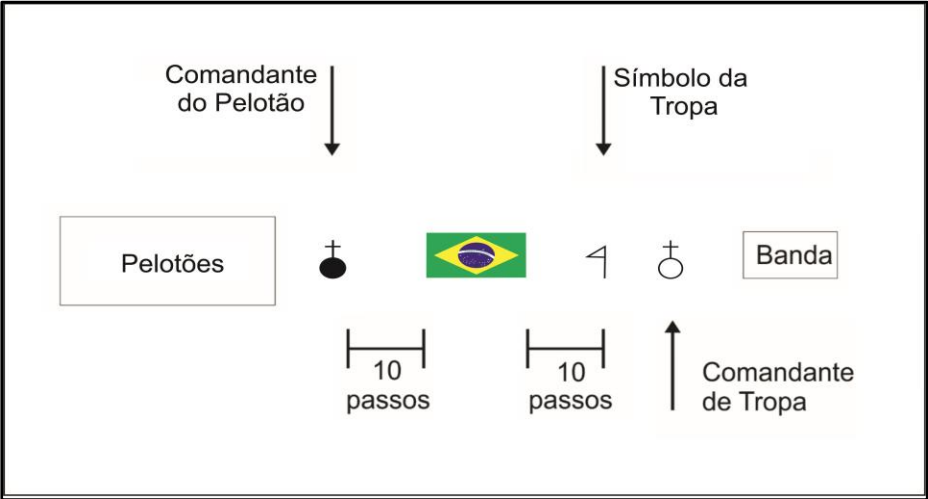 Comandante
do Pelotão
Símbolo da
Tropa
Pelotões
Banda
10
passos
10
passos
Comandante
de Tropa